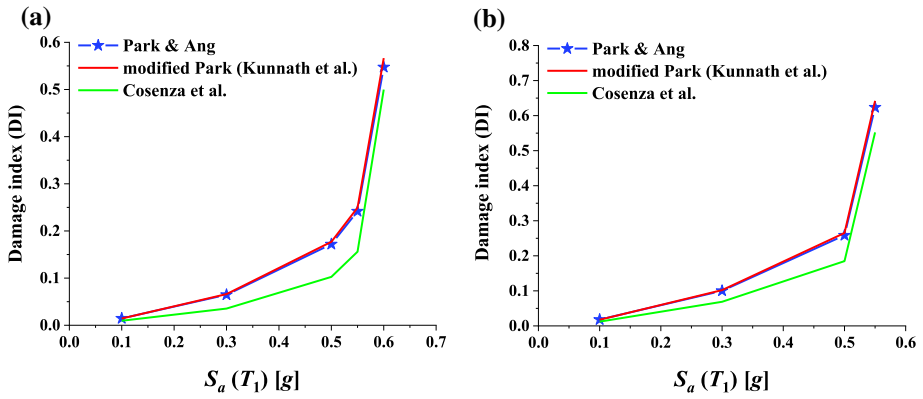 (a)
Park & Ang
modified Park (Kunnath et al.)
Cosenza et al.
Damage index (DI)
0.6
0.5
0.4
0.3
0.2
0.1
0.0
0.0 0.1 0.2 0.3 0.4 0.5 0.6 0.7
Sₐ (T₁) [g]
(b)
Park & Ang
modified Park (Kunnath et al.)
Cosenza et al.
Damage index (DI)
0.8
0.7
0.6
0.5
0.4
0.3
0.2
0.1
0.0
0.0 0.1 0.2 0.3 0.4 0.5 0.6
Sₐ (T₁) [g]